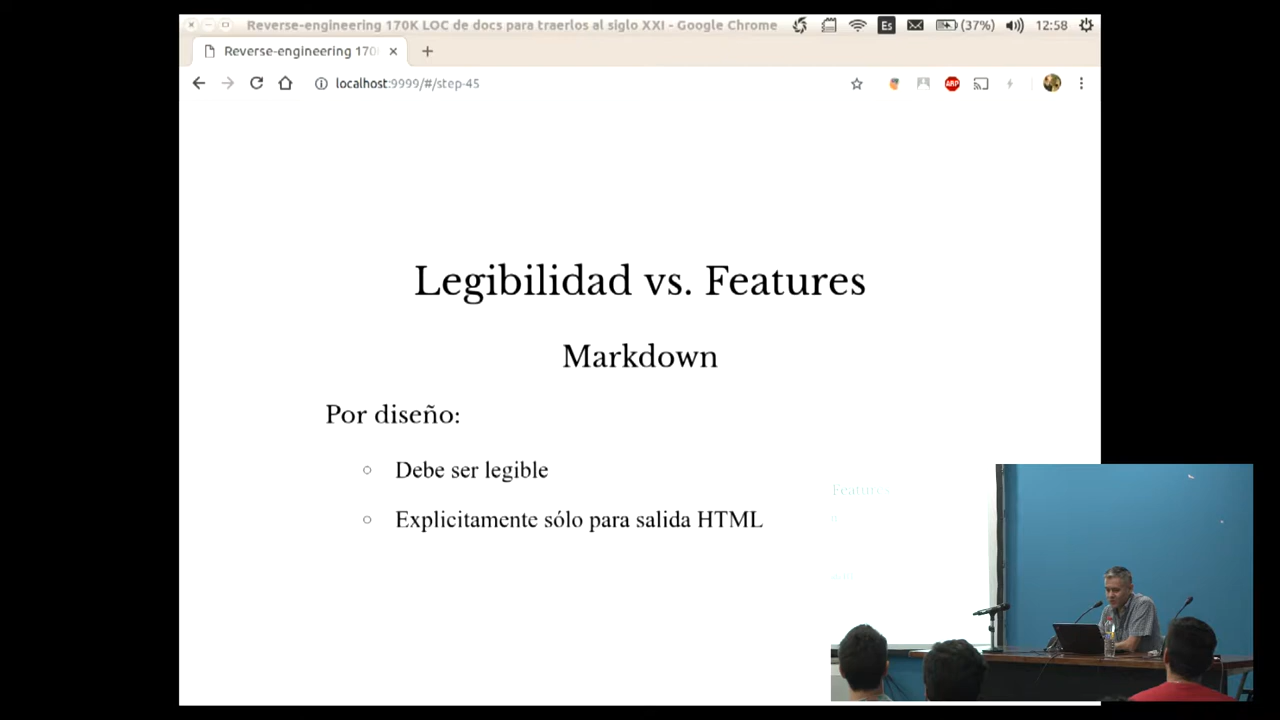 Reverse-engineering 170K LOC de docs para traerlos al siglo XXI - Google Chrome
Es
(37%)
12:58
Reverse-engineering 170
localhost:9999/#/step-45
ABP
Legibilidad vs. Features
Markdown
Por diseño:
Debe ser legible
Explicitamente sólo para salida HTML
Features